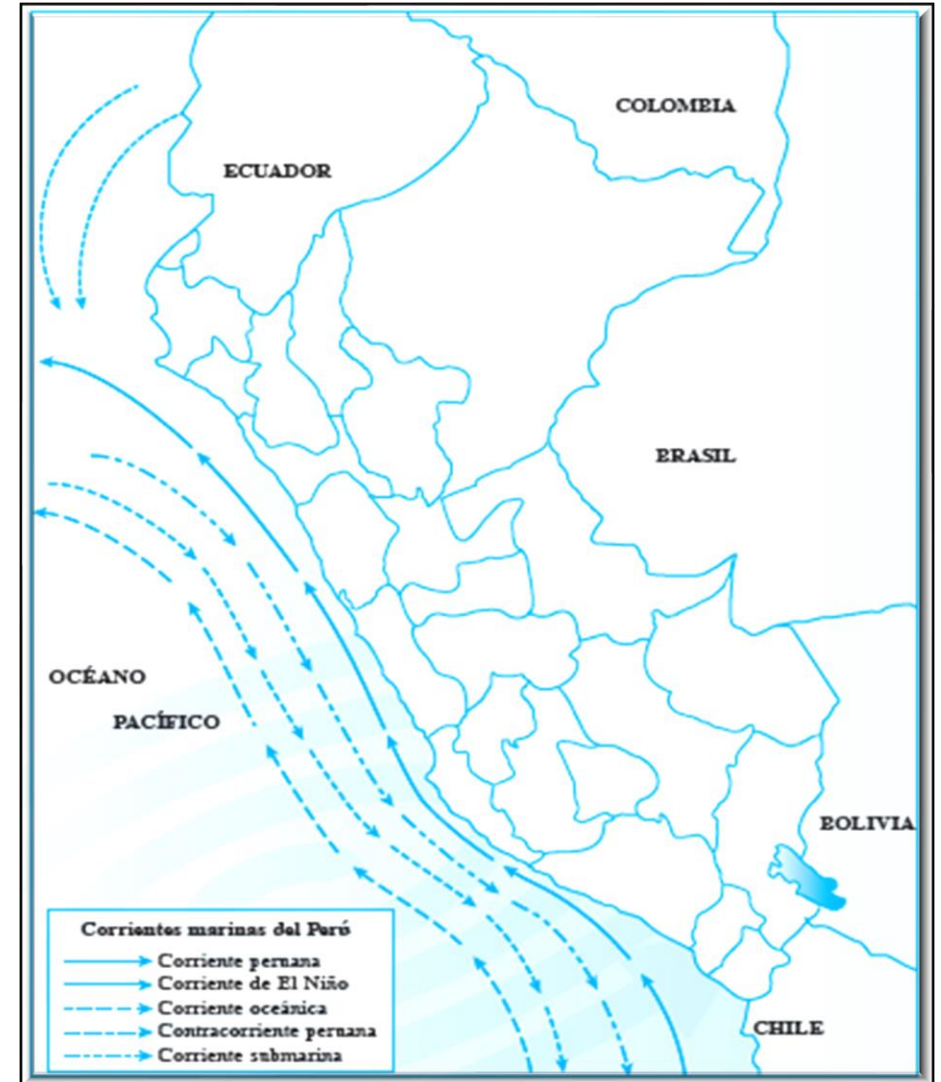 COLOMBIA
ECUADOR
BRASIL
OCÉANO
PACÍFICO
BOLIVIA
CHILE
Corrientes marinas del Perú
Corriente peruana
Corriente de El Niño
Corriente oceánica
Contracorriente peruana
Corriente submarina